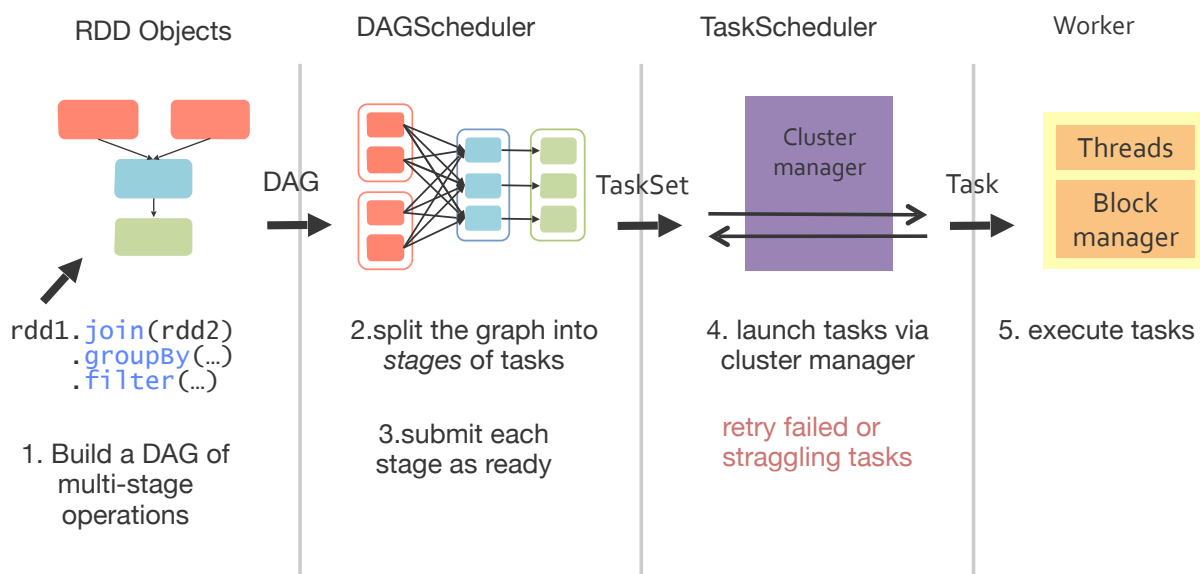 RDD Objects
DAG
rdd1.join(rdd2)
.groupBy(…)
.filter(…)
1. Build a DAG of
multi-stage
operations
DAGScheduler
TaskSet
2.split the graph into
stages of tasks
3.submit each
stage as ready
TaskScheduler
Cluster
manager
Task
4. launch tasks via
cluster manager
retry failed or
straggling tasks
Worker
Threads
Block
manager
5. execute tasks